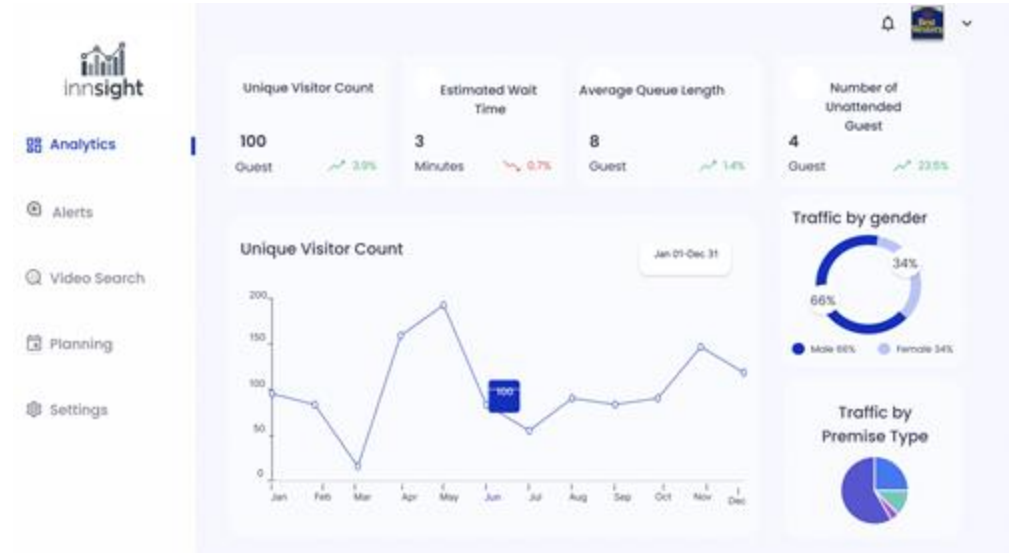 Best
Western
innsight
Analytics
Alerts
Video Search
Planning
Settings
Unique Visitor Count
100
Guest
3.9%
Estimated Wait
Time
3
Minutes
0.7%
Average Queue Length
8
Guest
1.4%
Number of
Unattended
Guest
4
Guest
23.5%
Unique Visitor Count
Jan 01-Dec 31
200
150
100
50
0
100
Jan Feb Mar Apr May Jun Jul Aug Sep Oct Nov Dec
Traffic by gender
34%
66%
Male 66% Female 34%
Traffic by
Premise Type